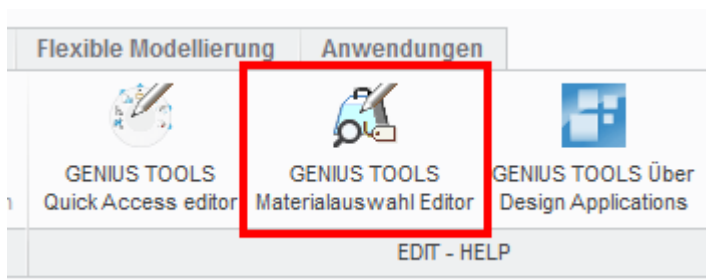 Flexible Modellierung Anwendungen
GENIUS TOOLS
Quick Access editor
GENIUS TOOLS
Materialauswahl Editor
GENIUS TOOLS Über
Design Applications
EDIT - HELP